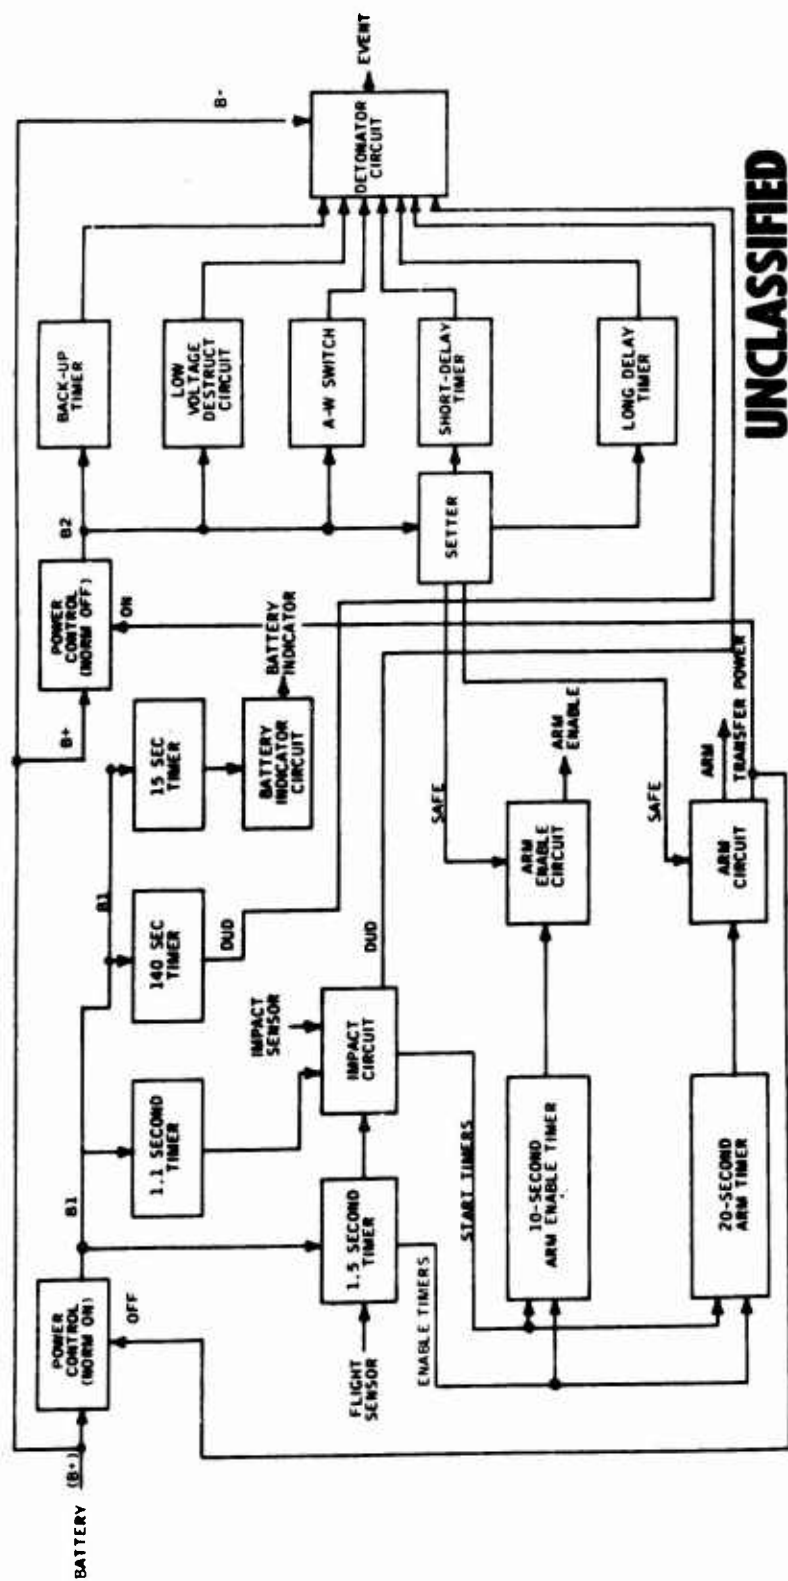 BATTERY
(B+)
POWER
CONTROL
(NORM ON)
OFF
B1
1.1 SECOND
TIMER
B1
140 SEC
TIMER
DUD
15 SEC
TIMER
BATTERY
INDICATOR
CIRCUIT
BATTERY
INDICATOR
B+
POWER
CONTROL
(NORM OFF)
ON
B2
BACK-UP
TIMER
LOW
VOLTAGE
DESTRUCT
CIRCUIT
A-W SWITCH
SETTER
SHORT-DELAY
TIMER
LONG DELAY
TIMER
B-
DETONATOR
CIRCUIT
EVENT
FLIGHT
SENSOR
1.5 SECOND
TIMER
IMPACT
SENSOR
IMPACT
CIRCUIT
DUD
ENABLE TIMERS
START TIMERS
10-SECOND
ARM ENABLE TIMER
SAFE
ARM
ENABLE
CIRCUIT
ARM
ENABLE
20-SECOND
ARM TIMER
SAFE
ARM
CIRCUIT
ARM
TRANSFER POWER
UNCLASSIFIED